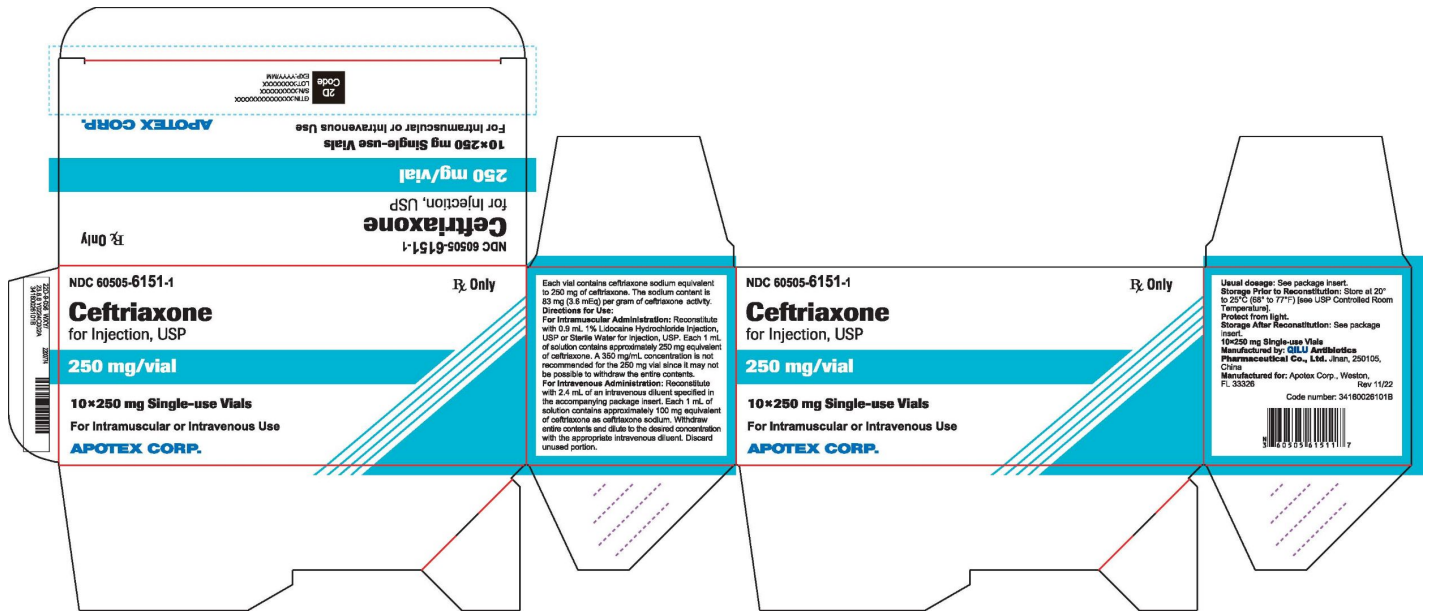 2D
Code
GTIN:XXXXXXXXXXXXXX
S/N:XXXXXXXXXX
LOT:XXXXXXXX
EXP:YYYY/MM
APOTEX CORP.
10×250 mg Single-use Vials
For Intramuscular or Intravenous Use
250 mg/vial
NDC 60505-6151-1
Ceftriaxone
for Injection, USP
Rx Only
NDC 60505-6151-1
Rx Only
Ceftriaxone
for Injection, USP
250 mg/vial
10×250 mg Single-use Vials
For Intramuscular or Intravenous Use
APOTEX CORP.
Each vial contains ceftriaxone sodium equivalent
to 250 mg of ceftriaxone. The sodium content is
83 mg (3.6 mEq) per gram of ceftriaxone activity.
Directions for Use:
For Intramuscular Administration: Reconstitute
with 0.9 mL 1% Lidocaine Hydrochloride Injection,
USP or Sterile Water for Injection, USP. Each 1 mL
of solution contains approximately 250 mg equivalent
of ceftriaxone. A 350 mg/mL concentration is not
recommended for the 250 mg vial since it may not
be possible to withdraw the entire contents.
For Intravenous Administration: Reconstitute
with 2.4 mL of an intravenous diluent specified in
the accompanying package insert. Each 1 mL of
solution contains approximately 100 mg equivalent
of ceftriaxone as ceftriaxone sodium. Withdraw
entire contents and dilute to the desired concentration
with the appropriate intravenous diluent. Discard
unused portion.
NDC 60505-6151-1
Rx Only
Ceftriaxone
for Injection, USP
250 mg/vial
10×250 mg Single-use Vials
For Intramuscular or Intravenous Use
APOTEX CORP.
Usual dosage: See package insert.
Storage Prior to Reconstitution: Store at 20°
to 25°C (68° to 77°F) [see USP Controlled Room
Temperature].
Protect from light.
Storage After Reconstitution: See package
insert.
10×250 mg Single-use Vials
Manufactured by: QILU Antibiotics
Pharmaceutical Co., Ltd. Jinan, 250105,
China
Manufactured for: Apotex Corp., Weston,
FL 33326
Rev 11/22
Code number: 34160026101B
N
3 60505 61511 7